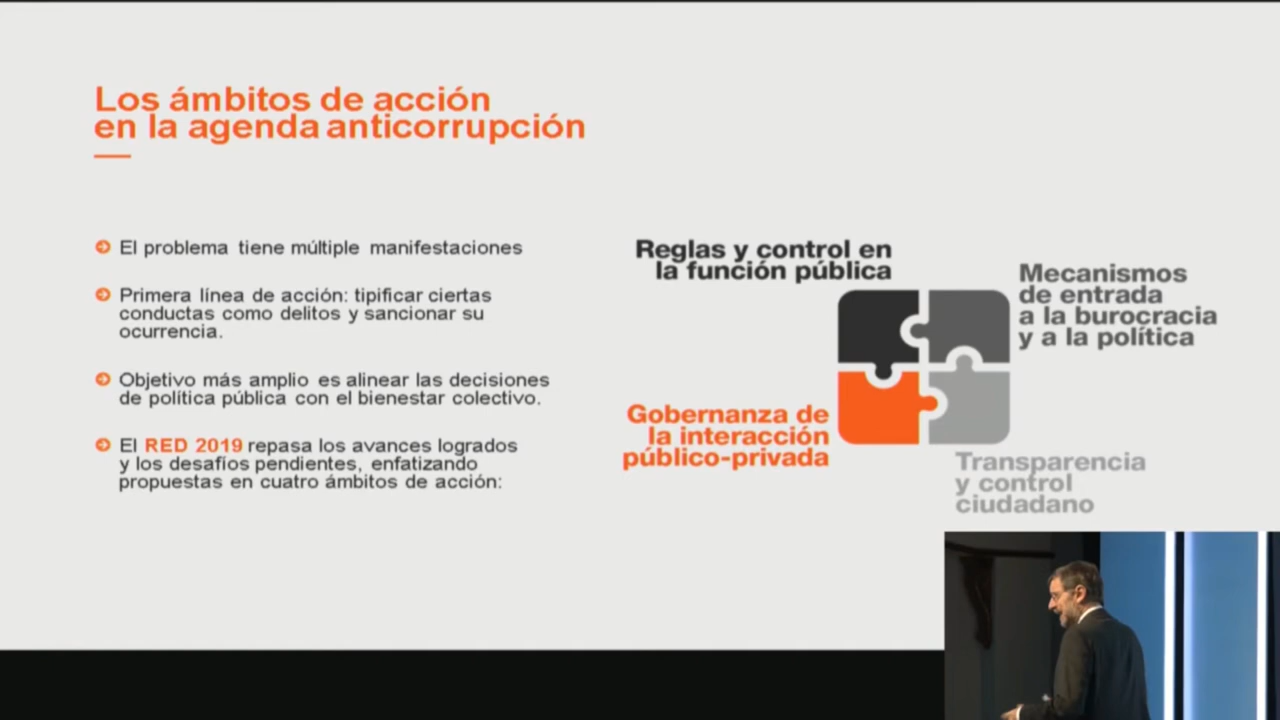 Los ámbitos de acción
en la agenda anticorrupción
El problema tiene múltiple manifestaciones
Primera línea de acción: tipificar ciertas
conductas como delitos y sancionar su
ocurrencia.
Objetivo más amplio es alinear las decisiones
de política pública con el bienestar colectivo.
El RED 2019 repasa los avances logrados
y los desafíos pendientes, enfatizando
propuestas en cuatro ámbitos de acción:
Reglas y control en
la función pública
Mecanismos
de entrada
a la burocracia
y a la política
Gobernanza de
la interacción
público-privada
Transparencia
y control
ciudadano